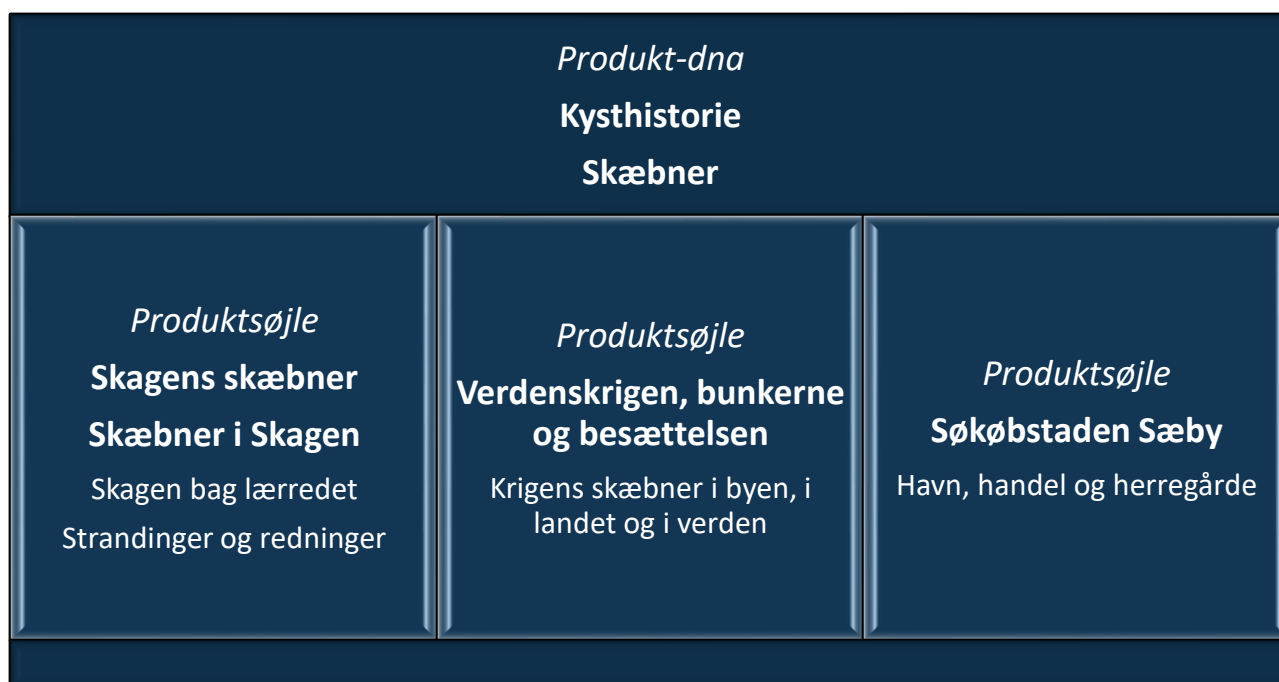 Produkt-dna
Kysthistorie
Skæbner
Produktsøjle
Skagens skæbner
Skæbner i Skagen
Skagen bag lærredet
Strandinger og redninger
Produktsøjle
Verdenskrigen, bunkerne
og besættelsen
Krigens skæbner i byen, i
landet og i verden
Produktsøjle
Søkøbstaden Sæby
Havn, handel og herregårde